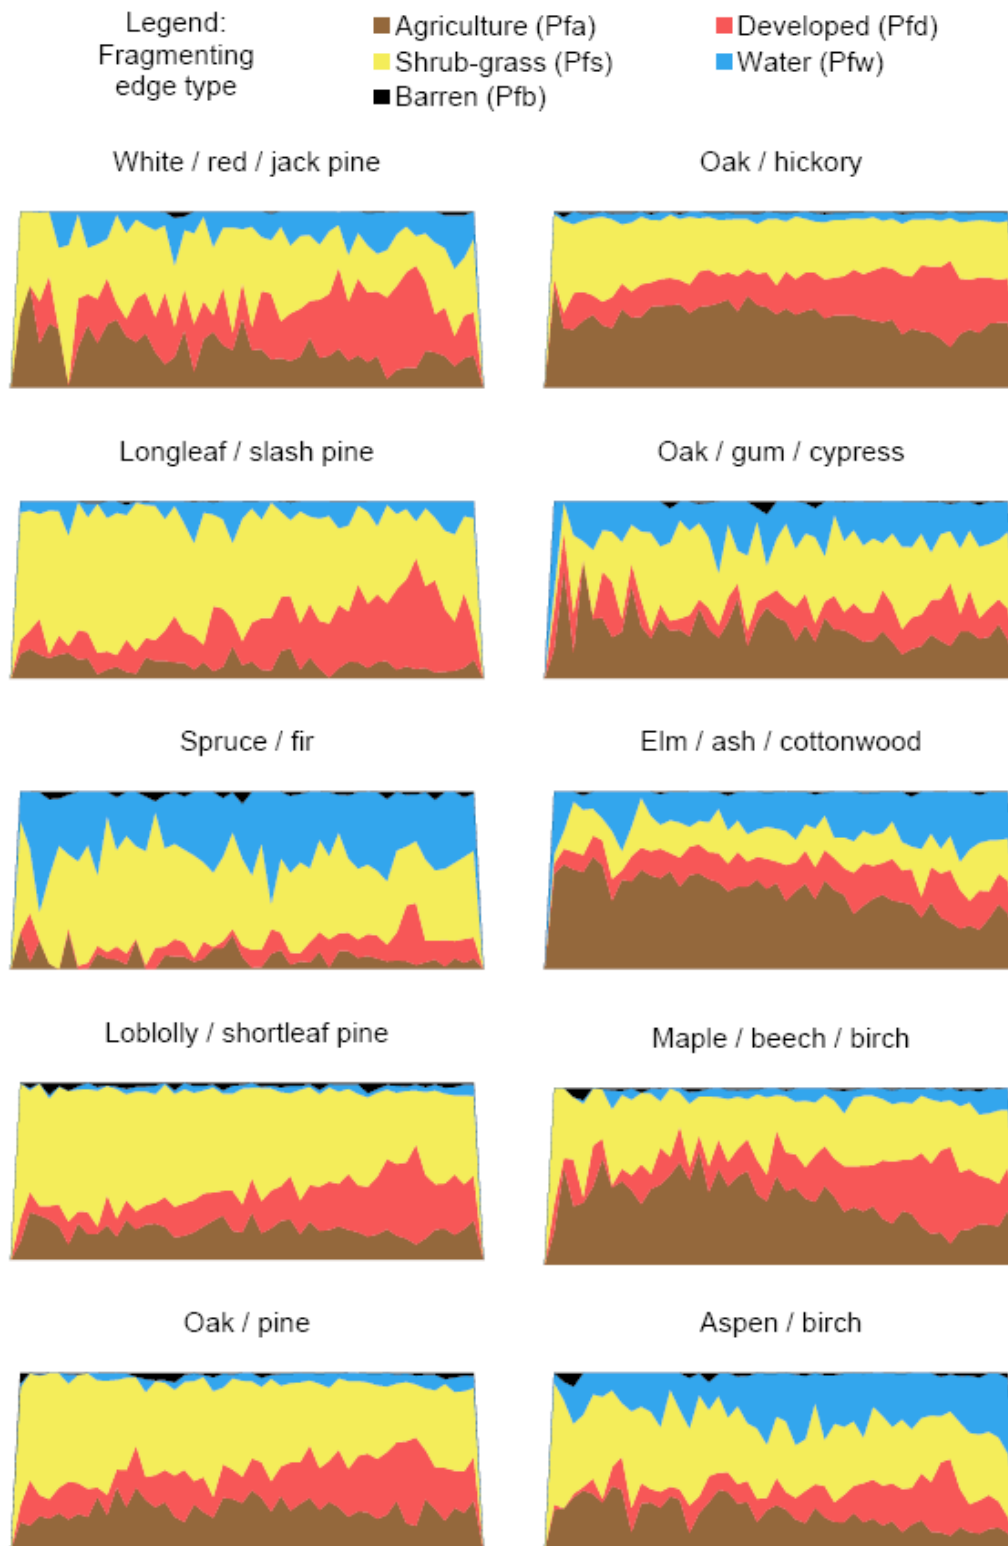 Legend:
Fragmenting
edge type
Agriculture (Pfa)
Developed (Pfd)
Shrub-grass (Pfs)
Water (Pfw)
Barren (Pfb)
White / red / jack pine
Oak / hickory
Longleaf / slash pine
Oak / gum / cypress
Spruce / fir
Elm / ash / cottonwood
Loblolly / shortleaf pine
Maple / beech / birch
Oak / pine
Aspen / birch